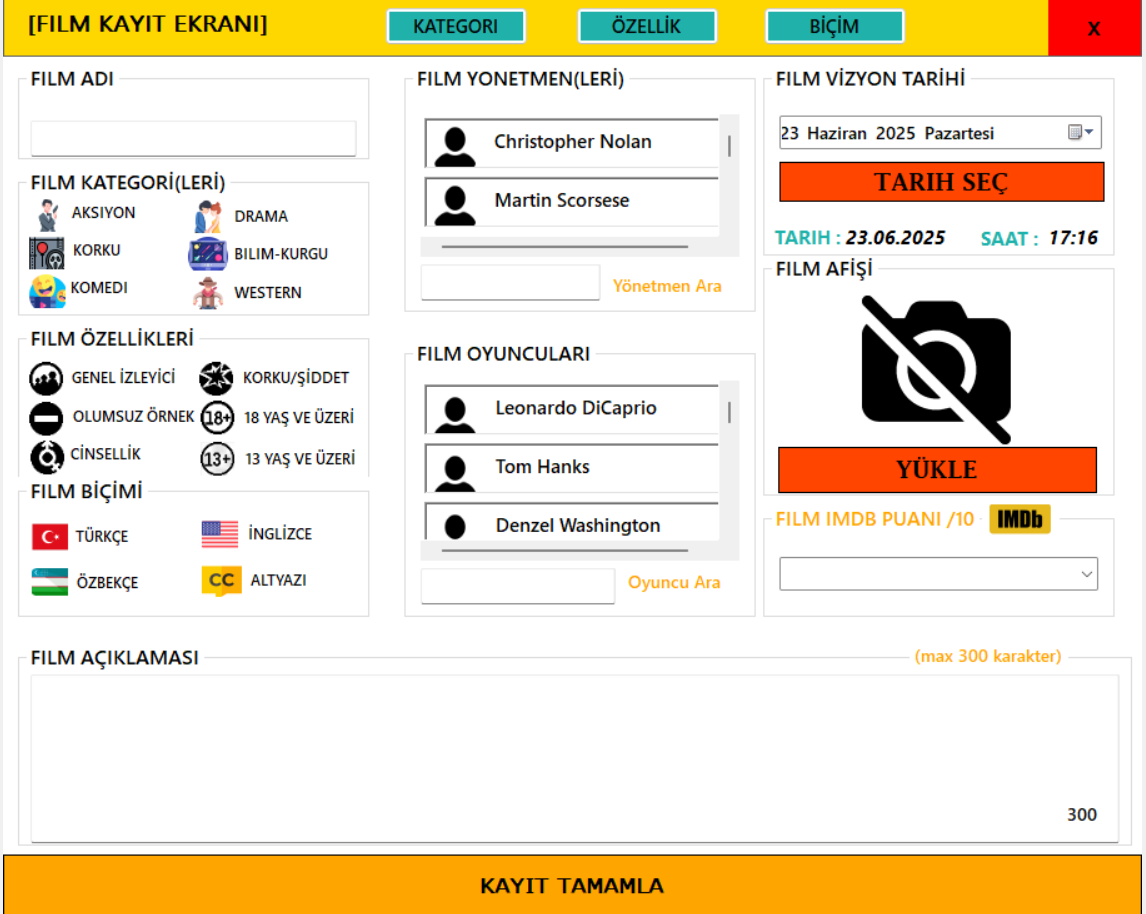 [FILM KAYIT EKRANI]
KATEGORI
ÖZELLİK
BİÇİM
X
FILM ADI
FILM KATEGORİ(LERİ)
AKSIYON
DRAMA
KORKU
BILIM-KURGU
KOMEDI
WESTERN
FILM ÖZELLİKLERİ
GENEL İZLEYİCİ
KORKU/ŞİDDET
OLUMSUZ ÖRNEK
18+
18 YAŞ VE ÜZERİ
CİNSELLİK
13+
13 YAŞ VE ÜZERİ
FILM BİÇİMİ
TÜRKÇE
İNGLİZCE
ÖZBEKÇE
CC
ALTYAZI
FILM YONETMEN(LERİ)
Christopher Nolan
Martin Scorsese
Yönetmen Ara
FILM OYUNCULARI
Leonardo DiCaprio
Tom Hanks
Denzel Washington
Oyuncu Ara
FILM VİZYON TARİHİ
23 Haziran 2025 Pazartesi
TARIH SEÇ
TARIH : 23.06.2025 SAAT : 17:16
FILM AFİŞİ
YÜKLE
FILM IMDB PUANI /10 IMDb
FILM AÇIKLAMASI
(max 300 karakter)
300
KAYIT TAMAMLA